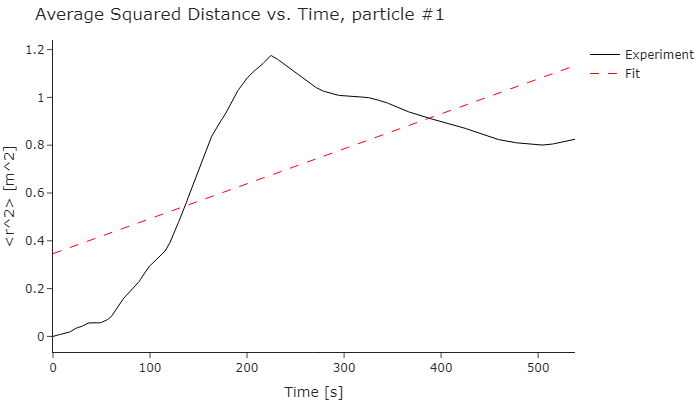 Average Squared Distance vs. Time, particle #1
Experiment
Fit
<r^2> [m^2]
1.2
1
0.8
0.6
0.4
0.2
0
0 100 200 300 400 500
Time [s]